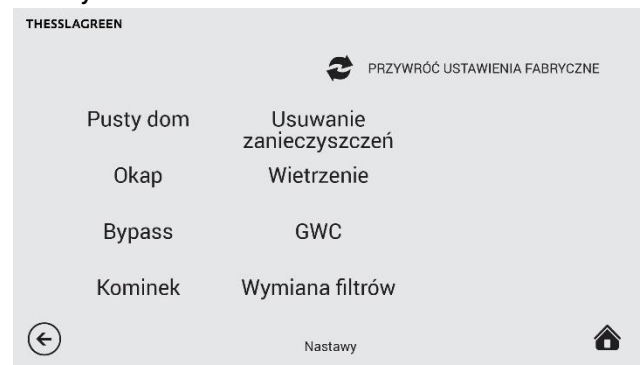 THESSLAGREEN
PRZYWRÓĆ USTAWIENIA FABRYCZNE
Pusty dom
Usuwanie
zanieczyszczeń
Okap
Wietrzenie
Bypass
GWC
Kominek
Wymiana filtrów
Nastawy